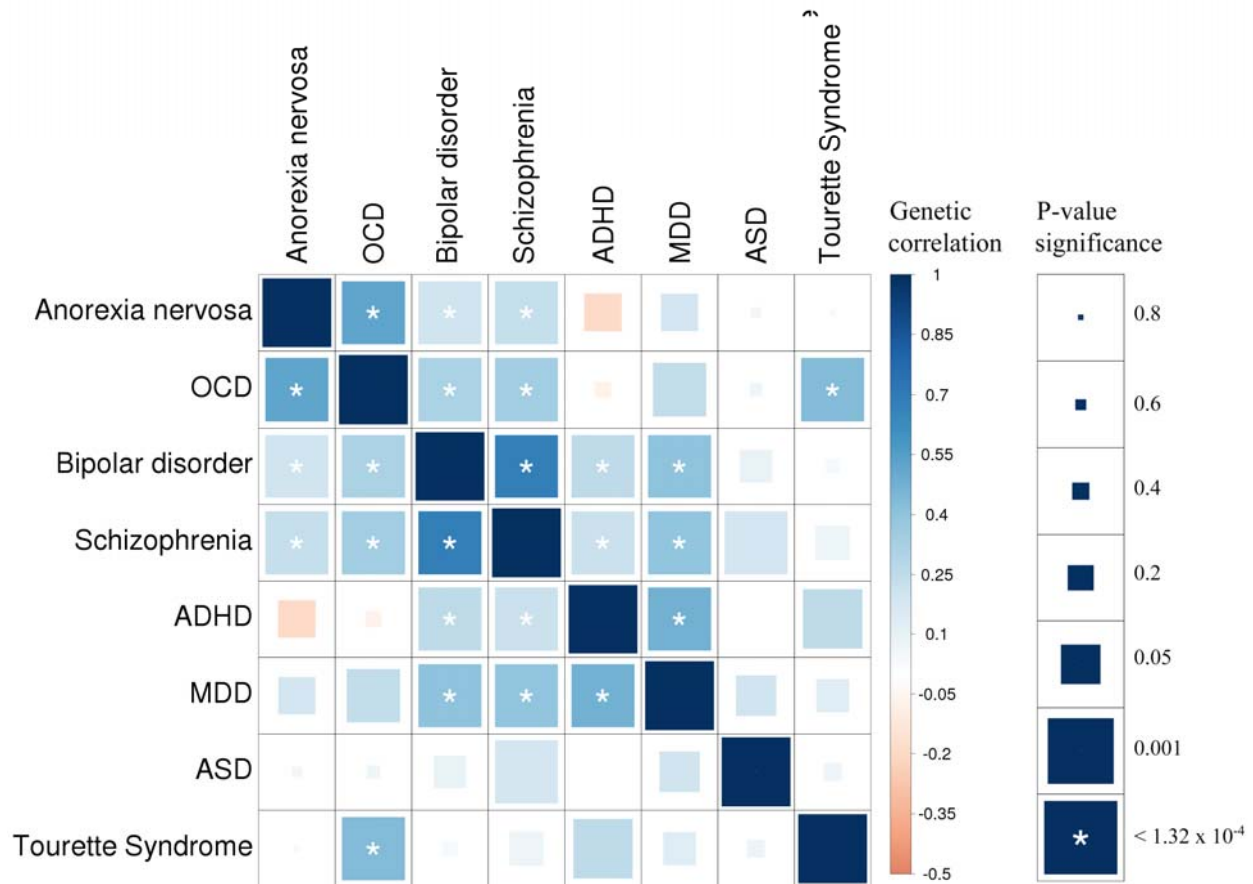 Anorexia nervosa
OCD
Bipolar disorder
Schizophrenia
ADHD
MDD
ASD
Tourette Syndrome
Genetic
correlation
P-value
significance
Anorexia nervosa
OCD
Bipolar disorder
Schizophrenia
ADHD
MDD
ASD
Tourette Syndrome
* * *
* * * *
* * * * *
* * * * *
* * *
* * *
*
1
0.85
0.7
0.55
0.4
0.25
0.1
-0.05
-0.2
-0.35
-0.5
0.8
0.6
0.4
0.2
0.05
0.001
* < 1.32 x 10⁻⁴